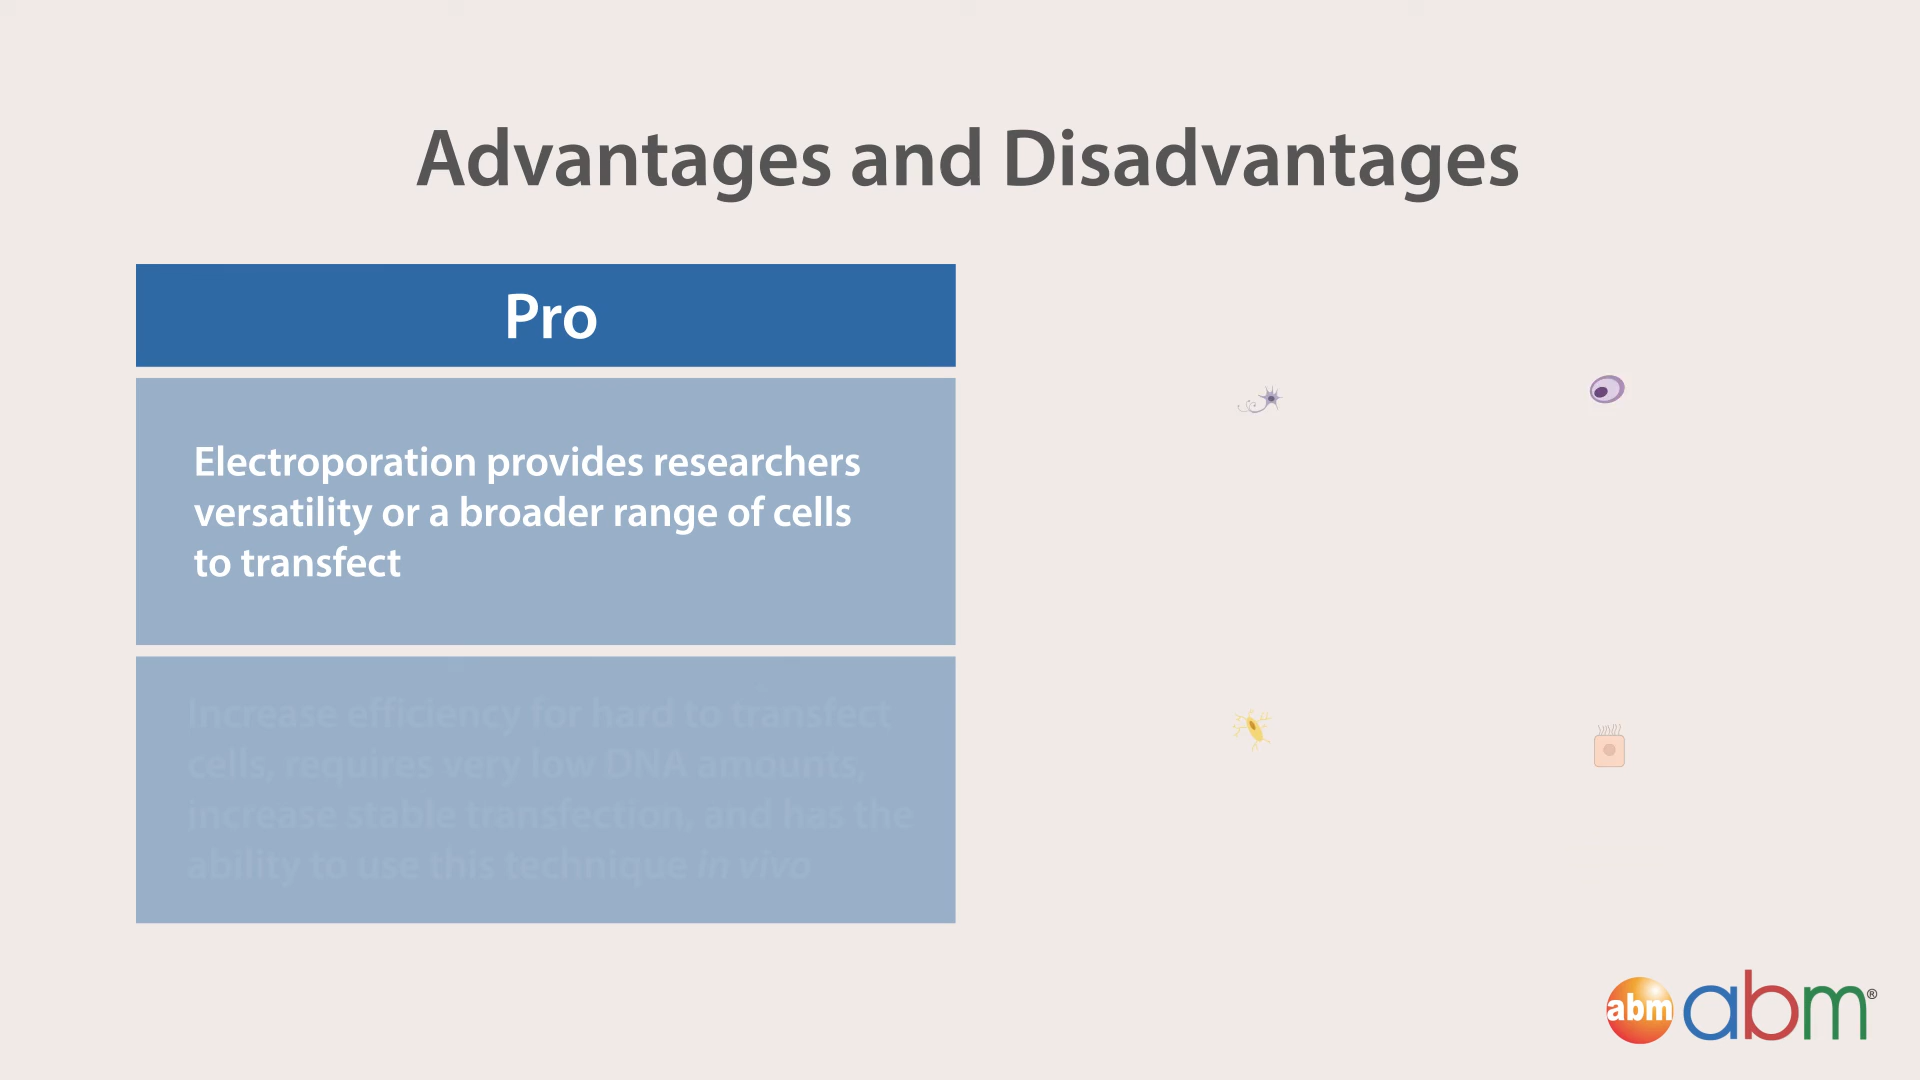 Advantages and Disadvantages
Pro
Electroporation provides researchers
versatility or a broader range of cells
to transfect
Increase efficiency for hard to transfect
cells, requires very low DNA amounts,
increase stable transfection, and has the
ability to use this technique in vivo
abm abm®